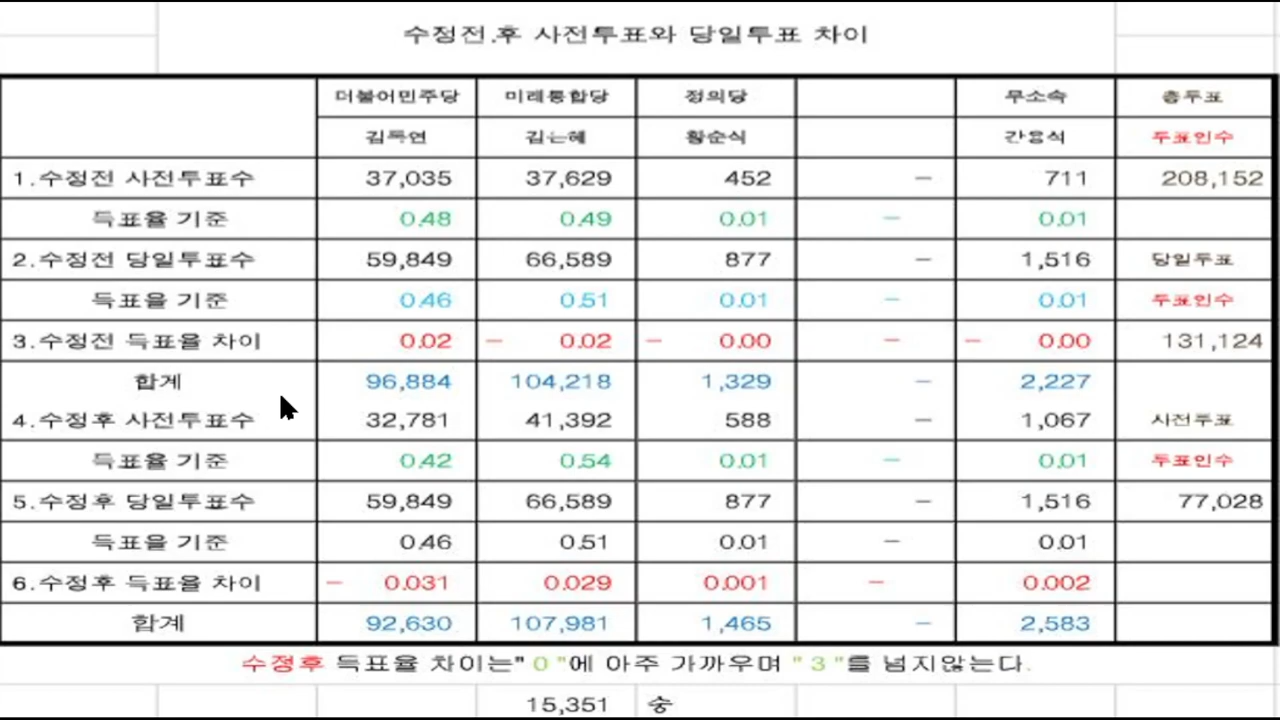 수정전.후 사전투표와 당일투표 차이
더불어민주당 미래통합당 정의당 무소속 총투표
김은혜 황순식 투표인수
1.수정전 사전투표수 37,035 37,629 452 – 711 208,152
득표율 기준 0.48 0.49 0.01 – 0.01
2.수정전 당일투표수 59,849 66,589 877 – 1,516 당일투표
득표율 기준 0.46 0.51 0.01 – 0.01 투표인수
3.수정전 득표율 차이 0.02 – 0.02 – 0.00 – – 0.00 131,124
합계 96,884 104,218 1,329 – 2,227
4.수정후 사전투표수 32,781 41,392 588 – 1,067 사전투표
득표율 기준 0.42 0.54 0.01 – 0.01 투표인수
5.수정후 당일투표수 59,849 66,589 877 – 1,516 77,028
득표율 기준 0.46 0.51 0.01 – 0.01
6.수정후 득표율 차이 – 0.031 0.029 0.001 – 0.002
합계 92,630 107,981 1,465 – 2,583
수정후 득표율 차이는" 0 "에 아주 가까우며 " 3 "를 넘지않는다.
15,351 숭